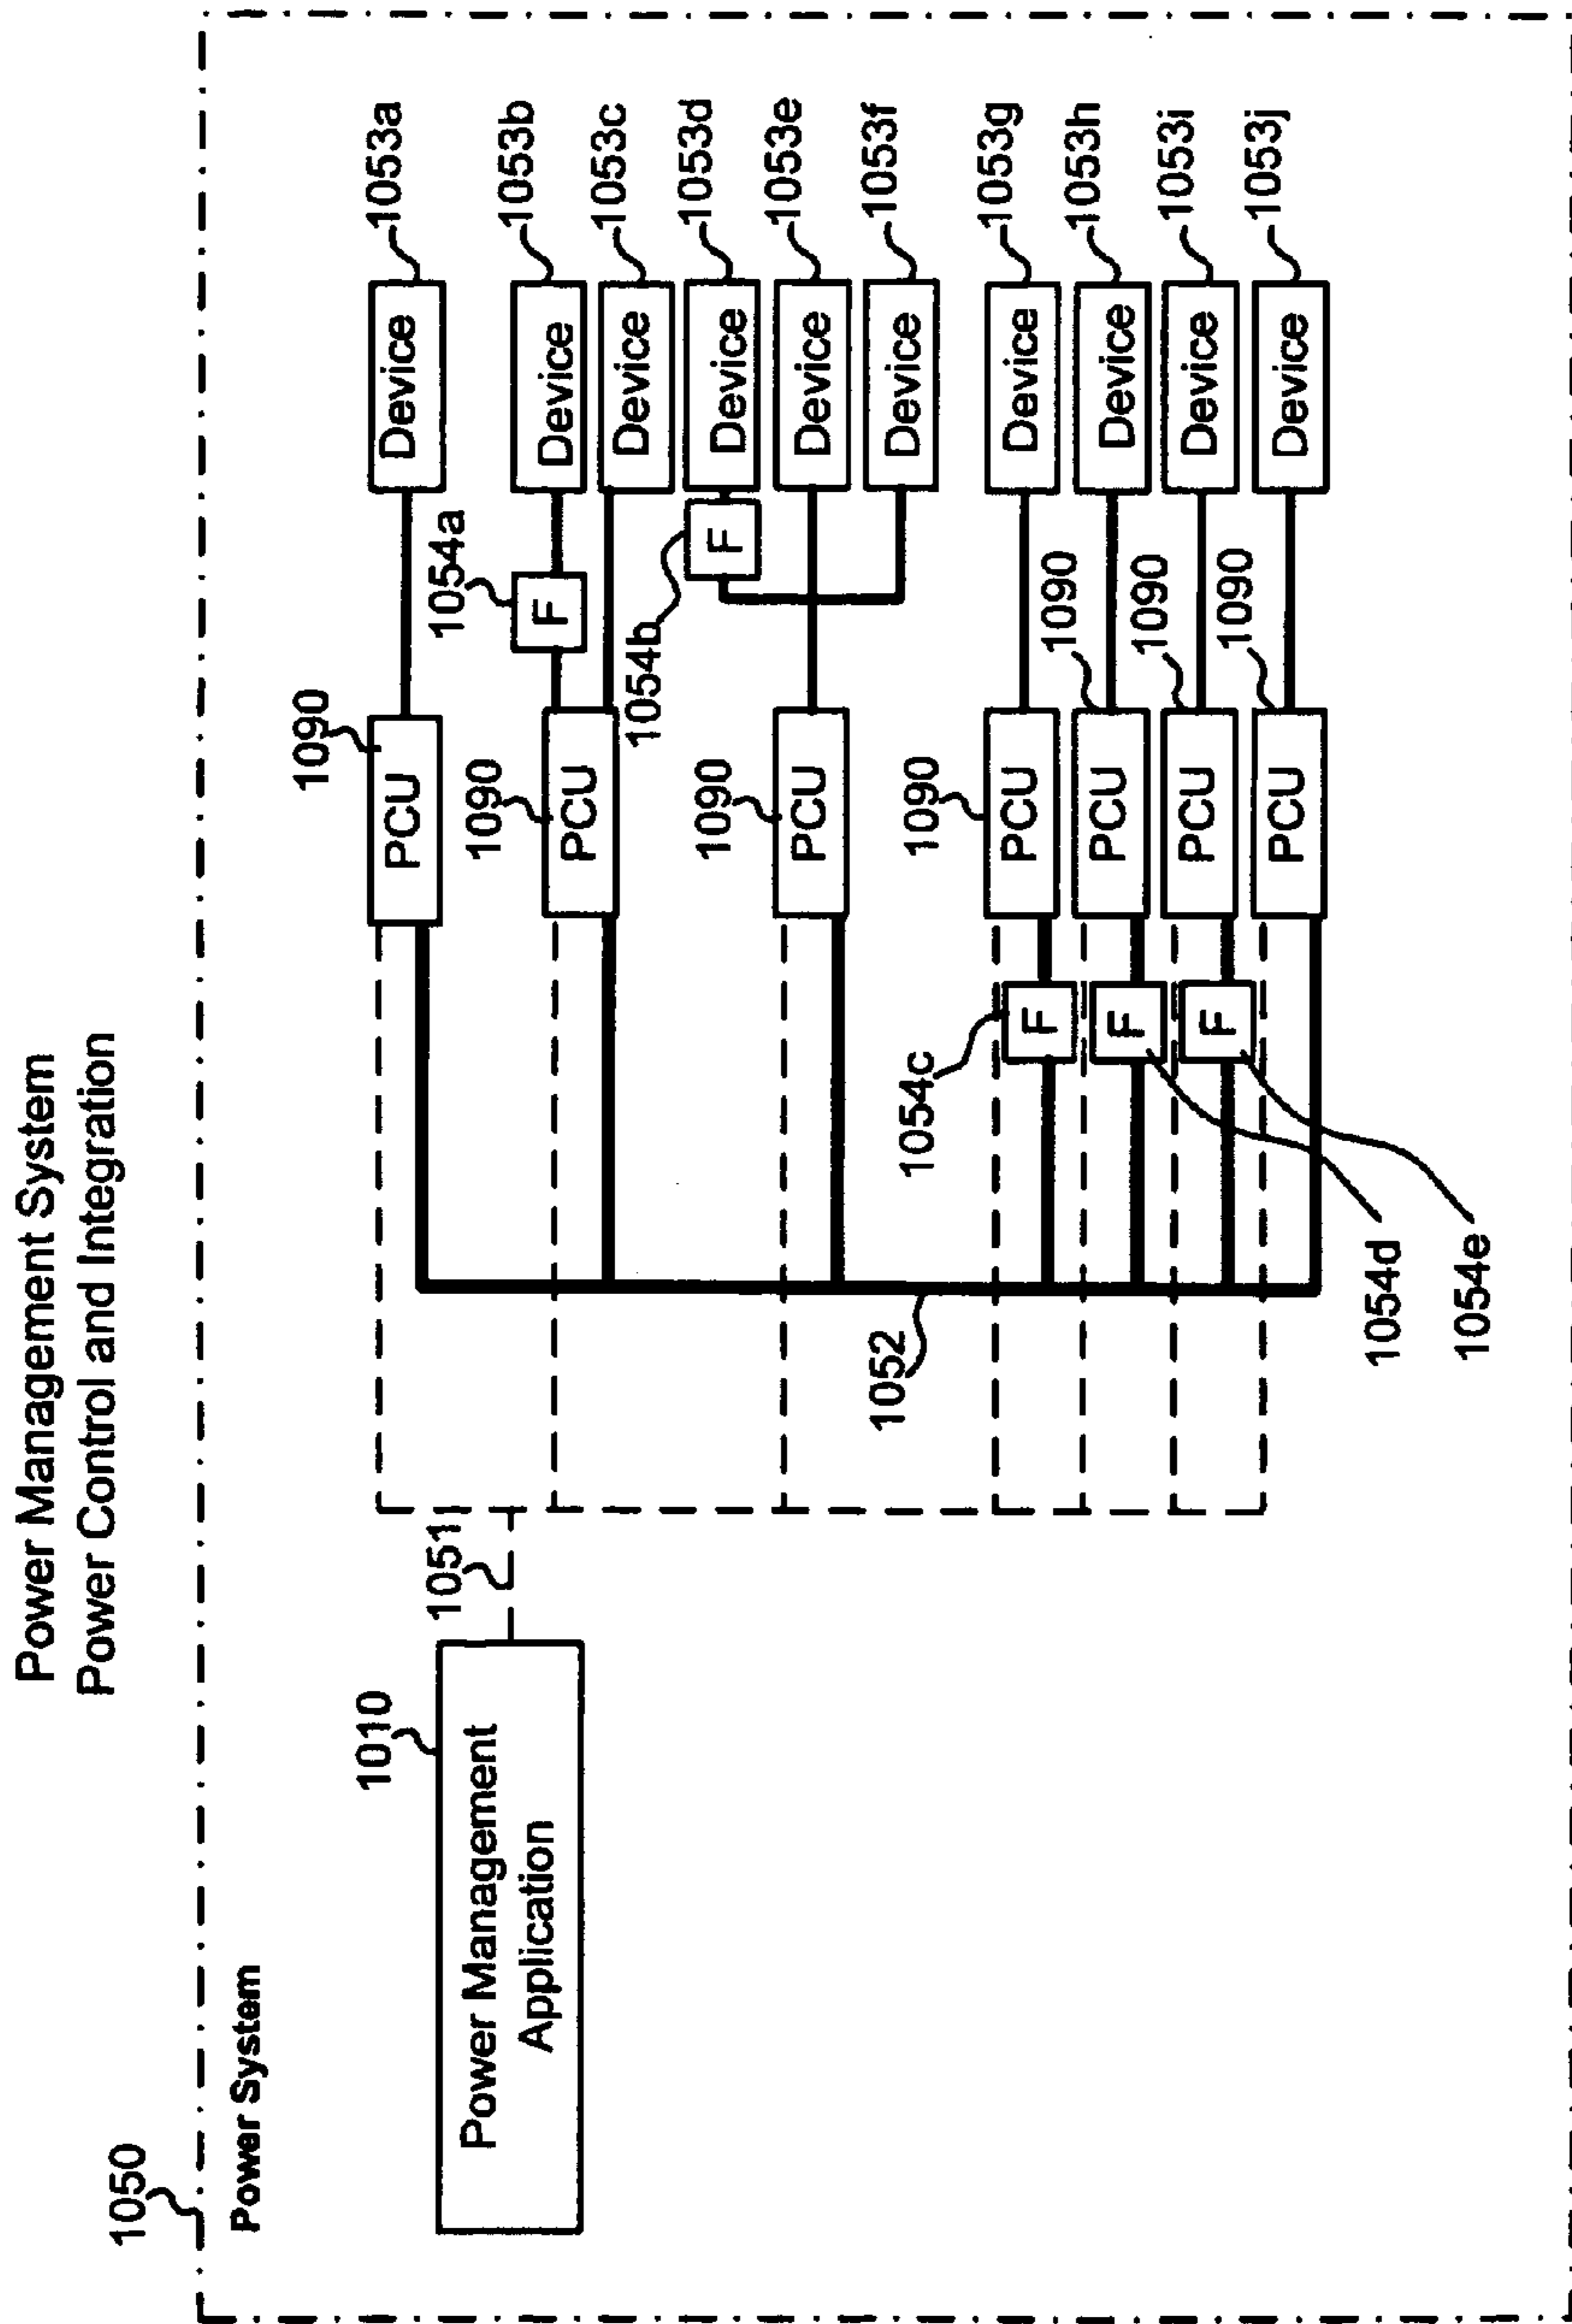 Power Management System
Power Control and Integration
1050
Power System
1010
Power Management
Application
1051
1052
1090
PCU
Device
1053a
1090
PCU
1054a
F
Device
1053b
Device
1053c
1054b
F
Device
1053d
1090
PCU
Device
1053e
Device
1053f
1054c
F
1090
PCU
Device
1053g
F
PCU
1090
Device
1053h
F
PCU
1090
Device
1053i
PCU
1090
Device
1053j
1054d
1054e